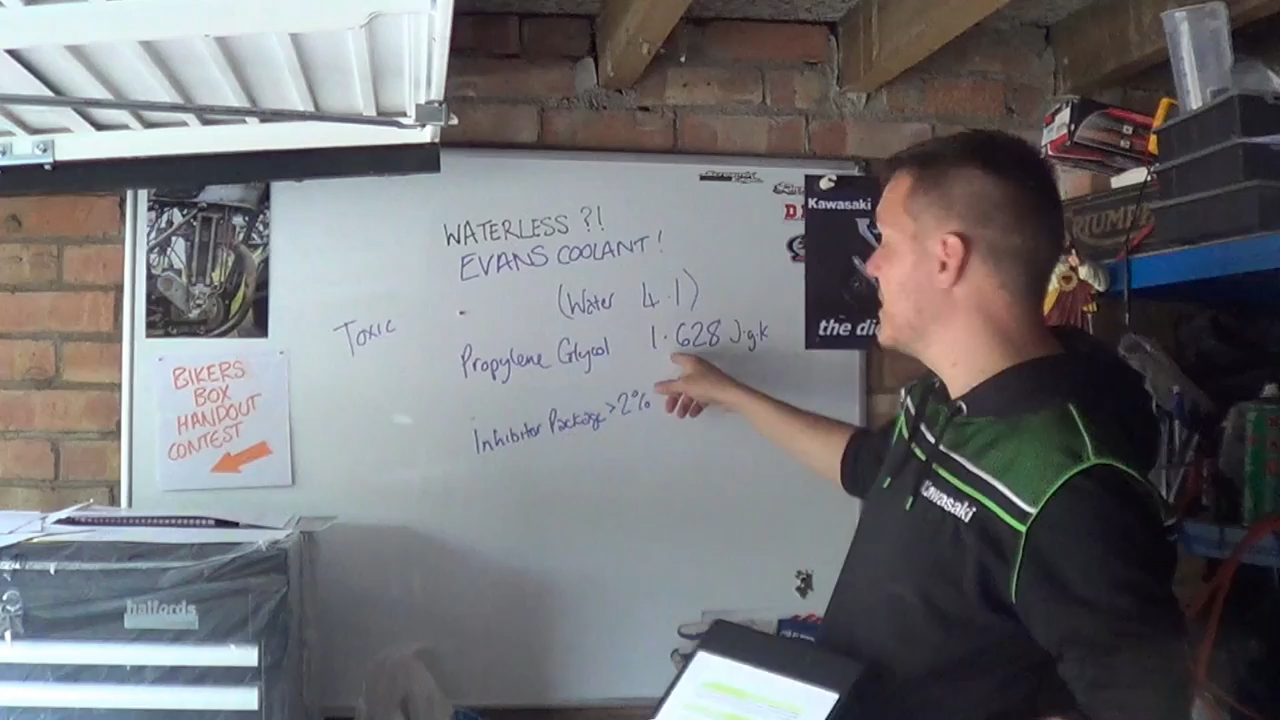 WATERLESS ?!
EVANS COOLANT!
(Water 4.1)
Toxic
Propylene Glycol 1.628 J.g.k
Inhibitor Package >2%
BIKERS
BOX
HANDOUT
CONTEST
Kawasaki
the di
TRIUMP
Kawasaki
halfords